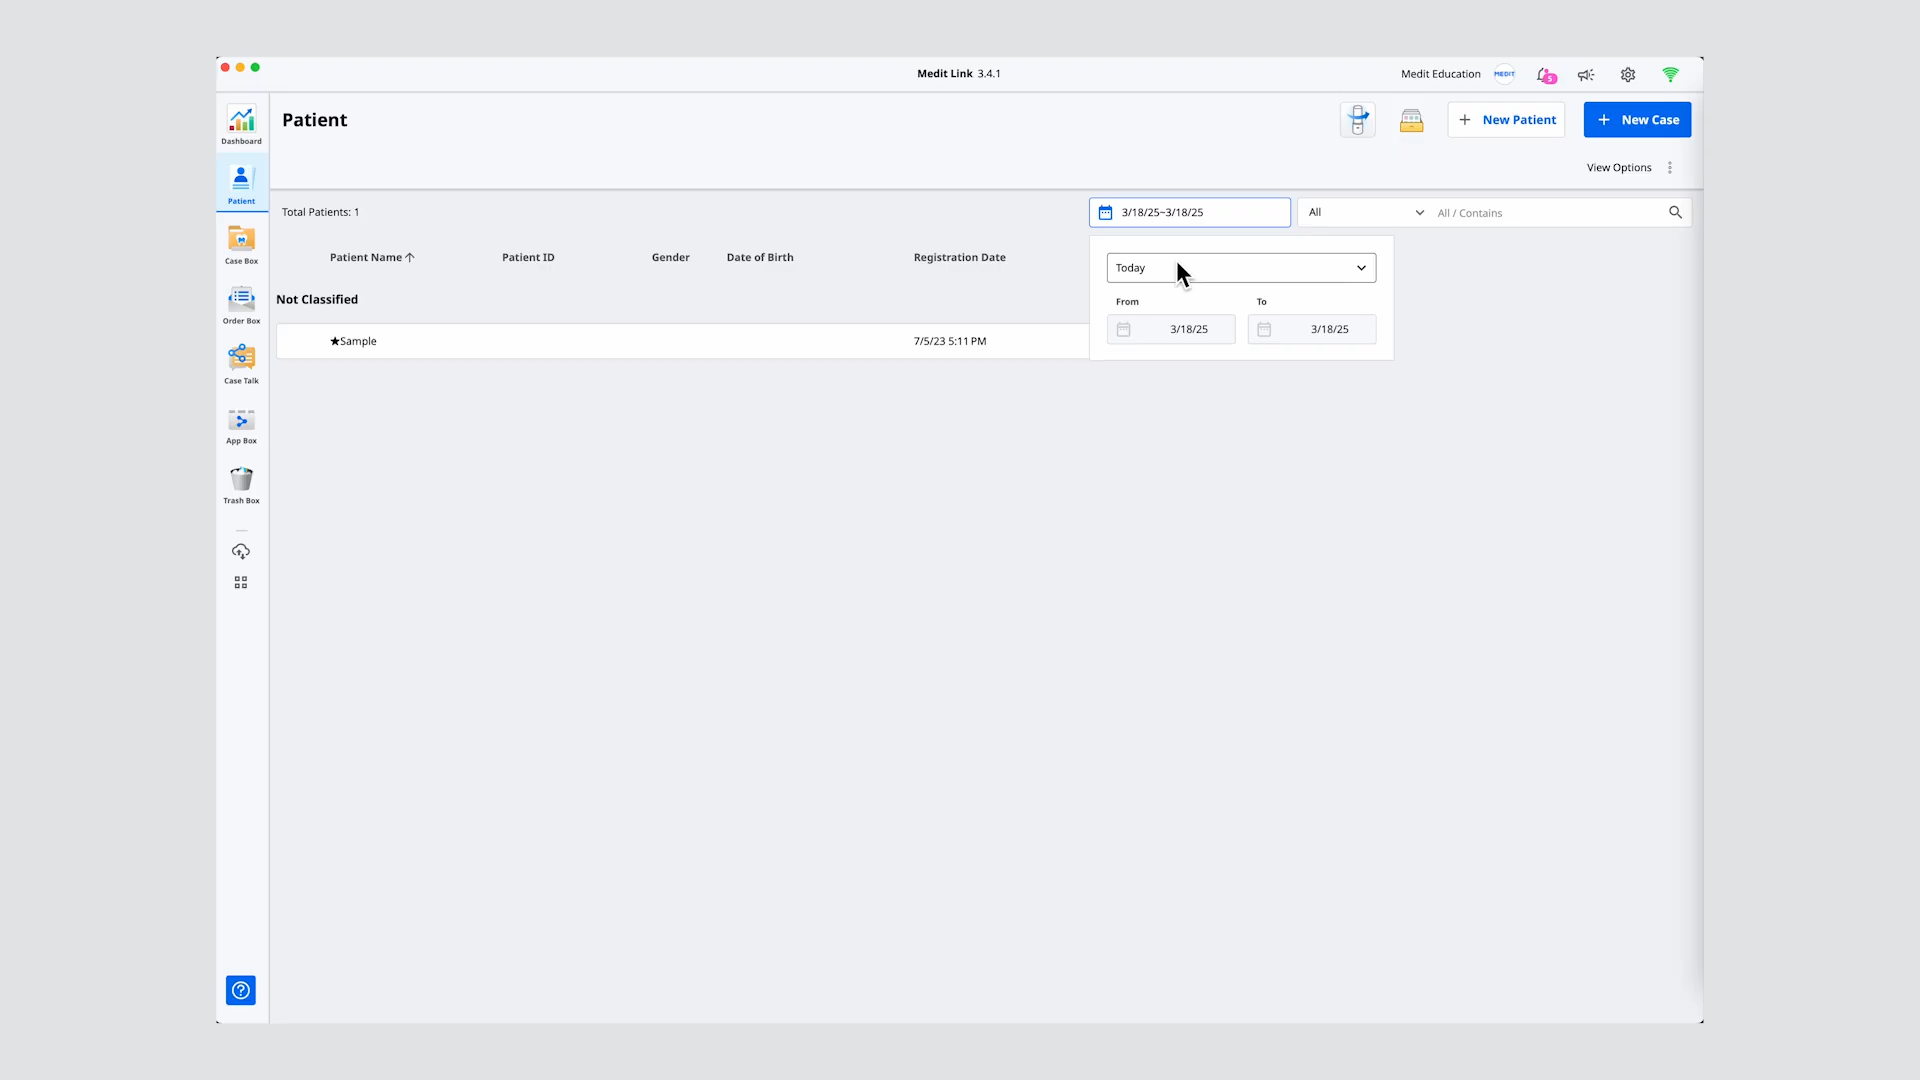 Medit Link 3.4.1
Medit Education
MEDIT
5
Dashboard
Patient
Case Box
Order Box
Case Talk
App Box
Trash Box
Patient
+ New Patient
+ New Case
View Options
Total Patients: 1
3/18/25~3/18/25
All
All / Contains
Patient Name
Patient ID
Gender
Date of Birth
Registration Date
Today
From
To
3/18/25
3/18/25
Not Classified
★Sample
7/5/23 5:11 PM